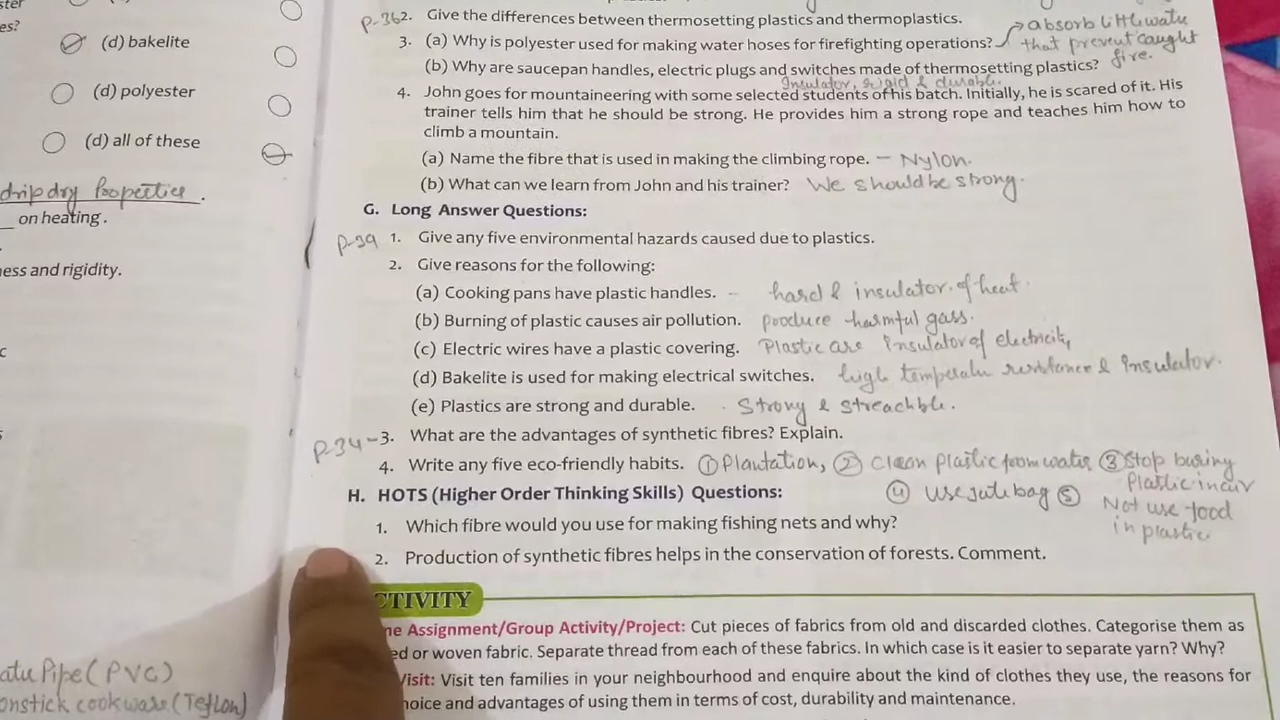 es?
(d) bakelite
(d) polyester
(d) all of these
drip dry Properties.
on heating.
ess and rigidity.
PVC)
onstick cookware (Teflon)
P-36 2. Give the differences between thermosetting plastics and thermoplastics.
3. (a) Why is polyester used for making water hoses for firefighting operations? → absorb little
that prevent caught
fire.
(b) Why are saucepan handles, electric plugs and switches made of thermosetting plastics?
Insulator, rigid & durable.
4. John goes for mountaineering with some selected students of his batch. Initially, he is scared of it. His
trainer tells him that he should be strong. He provides him a strong rope and teaches him how to
climb a mountain.
(a) Name the fibre that is used in making the climbing rope. – Nylon.
(b) What can we learn from John and his trainer? We should be strong.
G. Long Answer Questions:
P-39 1. Give any five environmental hazards caused due to plastics.
2. Give reasons for the following:
(a) Cooking pans have plastic handles. – hard & insulator of heat.
(b) Burning of plastic causes air pollution. produce harmful gass.
(c) Electric wires have a plastic covering. Plastic are Insulator of electricity
(d) Bakelite is used for making electrical switches. high & Insulator.
(e) Plastics are strong and durable. Strong & streachble.
P-34 - 3. What are the advantages of synthetic fibres? Explain.
4. Write any five eco-friendly habits. ① Plantation, ② Clean Plastic from water ③ Stop
Plastic
④ Use bag ⑤ Not use food
in plastic
H. HOTS (Higher Order Thinking Skills) Questions:
1. Which fibre would you use for making fishing nets and why?
2. Production of synthetic fibres helps in the conservation of forests. Comment.
CTIVITY
e Assignment/Group Activity/Project: Cut pieces of fabrics from old and discarded clothes. Categorise them as
ed or woven fabric. Separate thread from each of these fabrics. In which case is it easier to separate yarn? Why?
Visit: Visit ten families in your neighbourhood and enquire about the kind of clothes they use, the reasons for
hoice and advantages of using them in terms of cost, durability and maintenance.